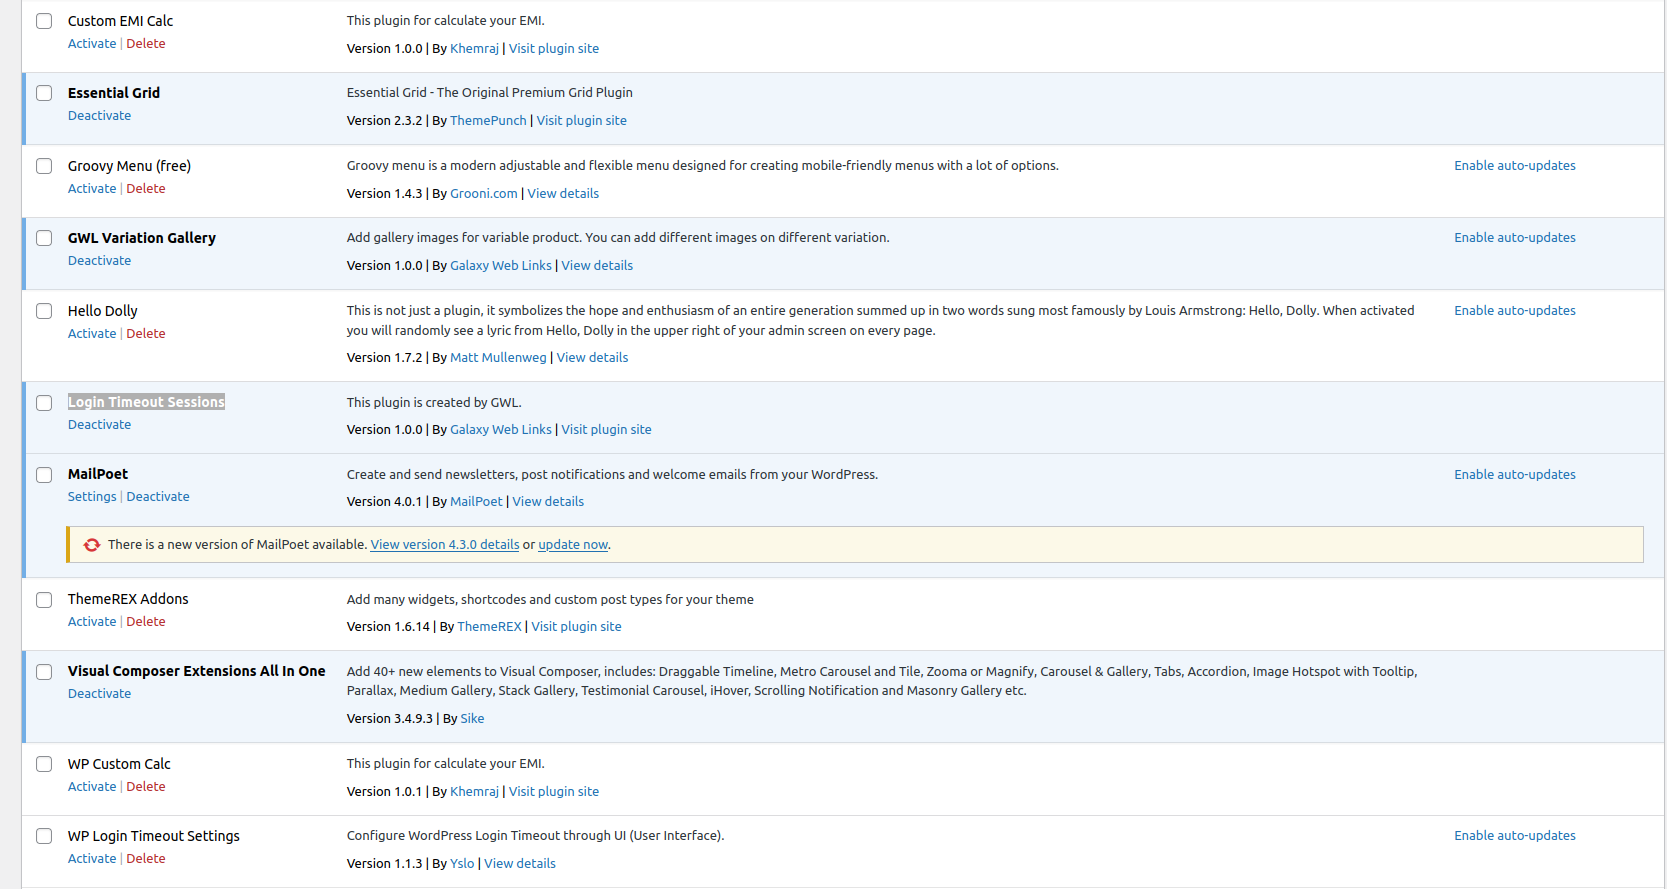 Custom EMI Calc
This plugin for calculate your EMI.
Activate | Delete
Version 1.0.0 | By Khemraj | Visit plugin site
Essential Grid
Essential Grid - The Original Premium Grid Plugin
Deactivate
Version 2.3.2 | By ThemePunch | Visit plugin site
Groovy Menu (free)
Groovy menu is a modern adjustable and flexible menu designed for creating mobile-friendly menus with a lot of options.
Enable auto-updates
Activate | Delete
Version 1.4.3 | By Grooni.com | View details
GWL Variation Gallery
Add gallery images for variable product. You can add different images on different variation.
Enable auto-updates
Deactivate
Version 1.0.0 | By Galaxy Web Links | View details
Hello Dolly
This is not just a plugin, it symbolizes the hope and enthusiasm of an entire generation summed up in two words sung most famously by Louis Armstrong: Hello, Dolly. When activated
Enable auto-updates
Activate | Delete
you will randomly see a lyric from Hello, Dolly in the upper right of your admin screen on every page.
Version 1.7.2 | By Matt Mullenweg | View details
Login Timeout Sessions
This plugin is created by GWL.
Deactivate
Version 1.0.0 | By Galaxy Web Links | Visit plugin site
MailPoet
Create and send newsletters, post notifications and welcome emails from your WordPress.
Enable auto-updates
Settings | Deactivate
Version 4.0.1 | By MailPoet | View details
There is a new version of MailPoet available. View version 4.3.0 details or update now.
ThemeREX Addons
Add many widgets, shortcodes and custom post types for your theme
Activate | Delete
Version 1.6.14 | By ThemeREX | Visit plugin site
Visual Composer Extensions All In One
Add 40+ new elements to Visual Composer, includes: Draggable Timeline, Metro Carousel and Tile, Zooma or Magnify, Carousel & Gallery, Tabs, Accordion, Image Hotspot with Tooltip,
Deactivate
Parallax, Medium Gallery, Stack Gallery, Testimonial Carousel, iHover, Scrolling Notification and Masonry Gallery etc.
Version 3.4.9.3 | By Sike
WP Custom Calc
This plugin for calculate your EMI.
Activate | Delete
Version 1.0.1 | By Khemraj | Visit plugin site
WP Login Timeout Settings
Configure WordPress Login Timeout through UI (User Interface).
Enable auto-updates
Activate | Delete
Version 1.1.3 | By Yslo | View details